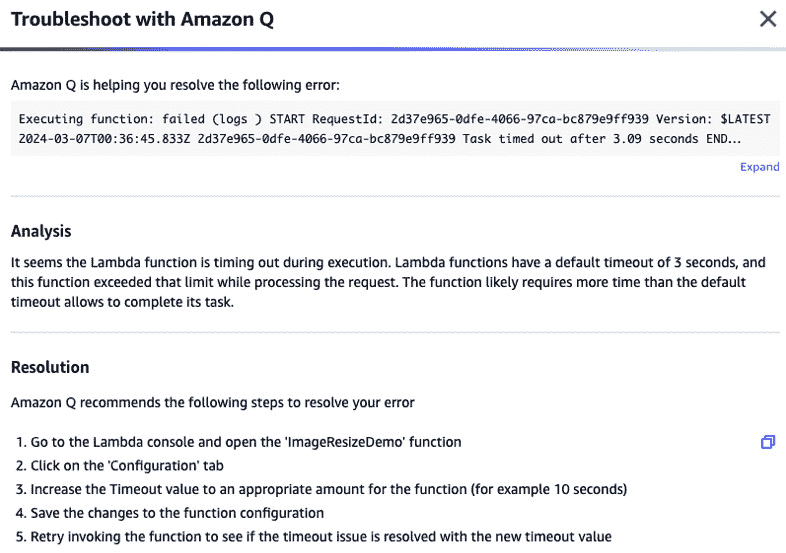 Troubleshoot with Amazon Q
Amazon Q is helping you resolve the following error:
Executing function: failed (logs ) START RequestId: 2d37e965-0dfe-4066-97ca-bc879e9ff939 Version: $LATEST
2024-03-07T00:36:45.833Z 2d37e965-0dfe-4066-97ca-bc879e9ff939 Task timed out after 3.09 seconds END...
Expand
Analysis
It seems the Lambda function is timing out during execution. Lambda functions have a default timeout of 3 seconds, and
this function exceeded that limit while processing the request. The function likely requires more time than the default
timeout allows to complete its task.
Resolution
Amazon Q recommends the following steps to resolve your error
1. Go to the Lambda console and open the 'ImageResizeDemo' function
2. Click on the 'Configuration' tab
3. Increase the Timeout value to an appropriate amount for the function (for example 10 seconds)
4. Save the changes to the function configuration
5. Retry invoking the function to see if the timeout issue is resolved with the new timeout value